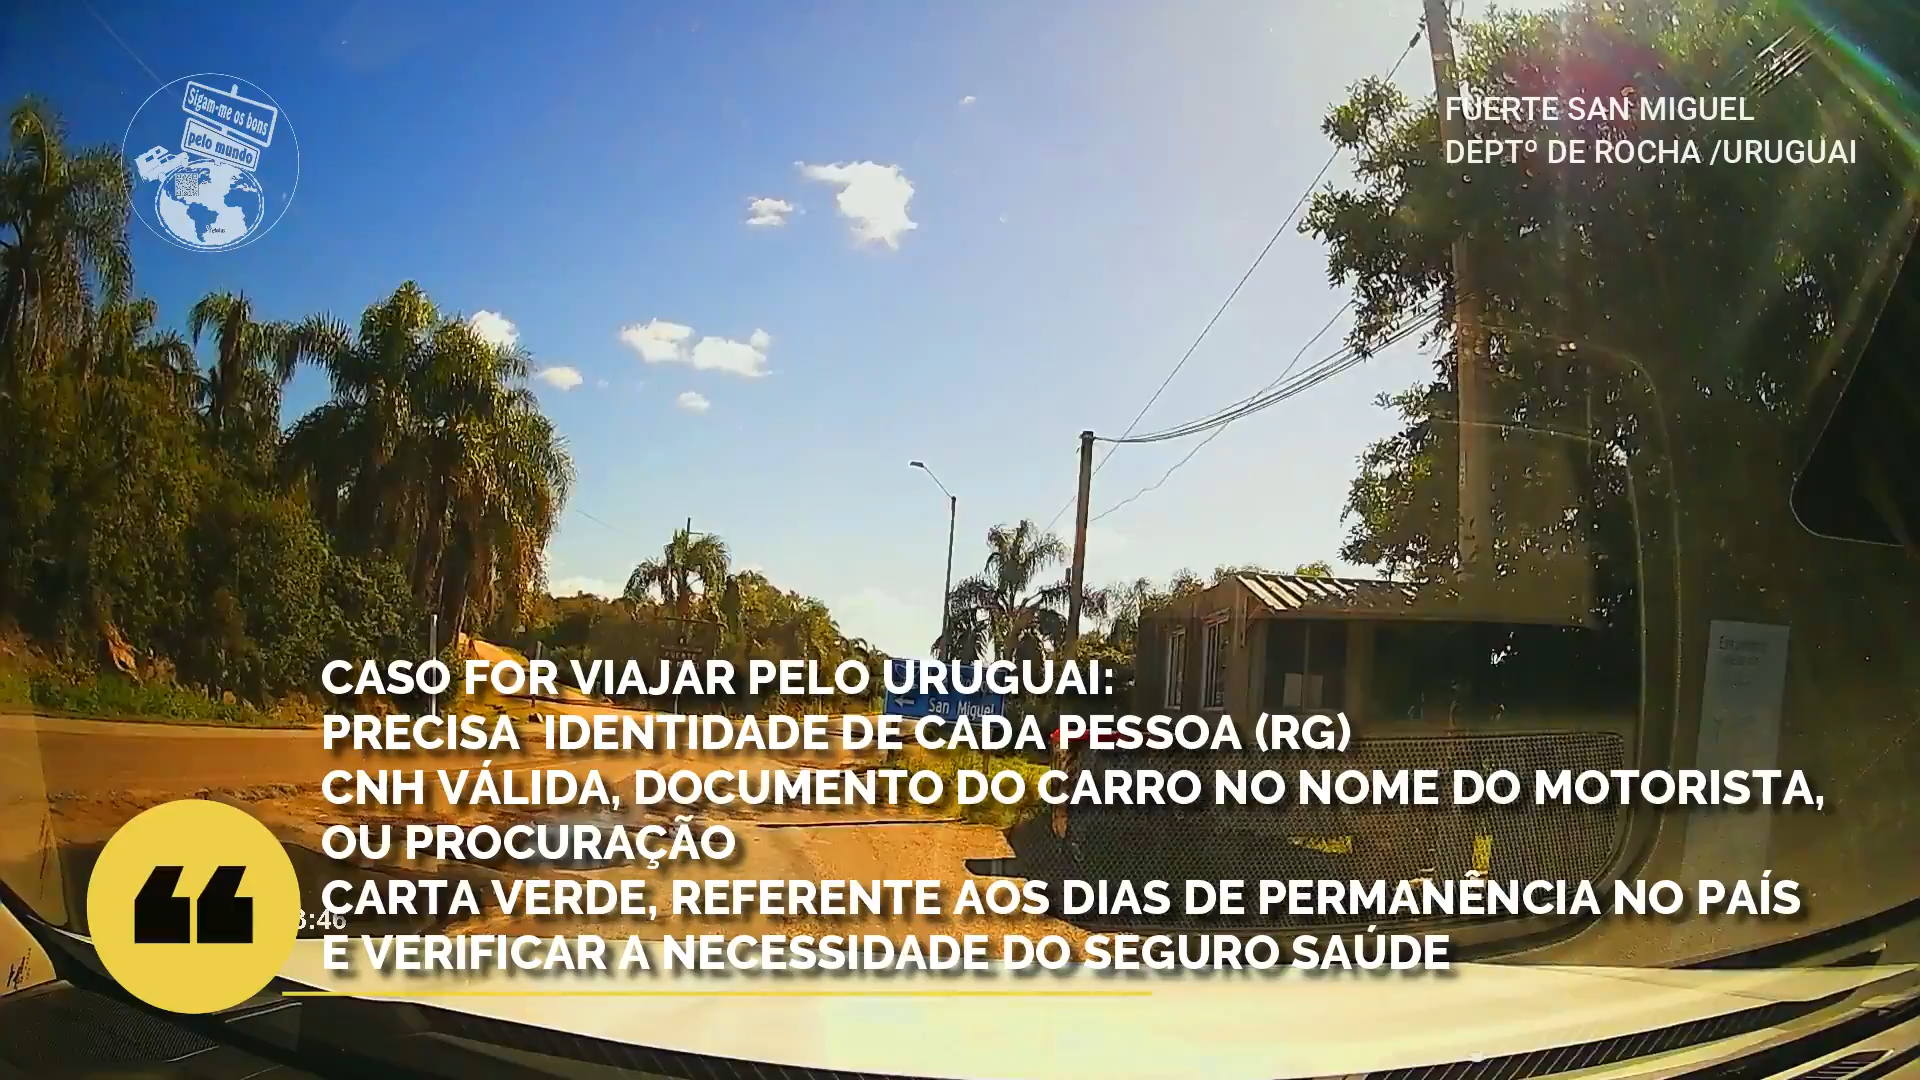 Sigam-me os bons
pelo mundo
FUERTE SAN MIGUEL
DEPTº DE ROCHA /URUGUAI
CASO FOR VIAJAR PELO URUGUAI:
San Miguel
PRECISA `IDENTIDADE DE CADA PESSOA (RG)
CNH VÁLIDA, DOCUMENTO DO CARRO NO NOME DO MOTORISTA,
OU PROCURAÇÃO
CARTA VERDE, REFERENTE AOS DIAS DE PERMANÊNCIA NO PAÍS
3:46
E VERIFICAR A NECESSIDADE DO SEGURO SAÚDE